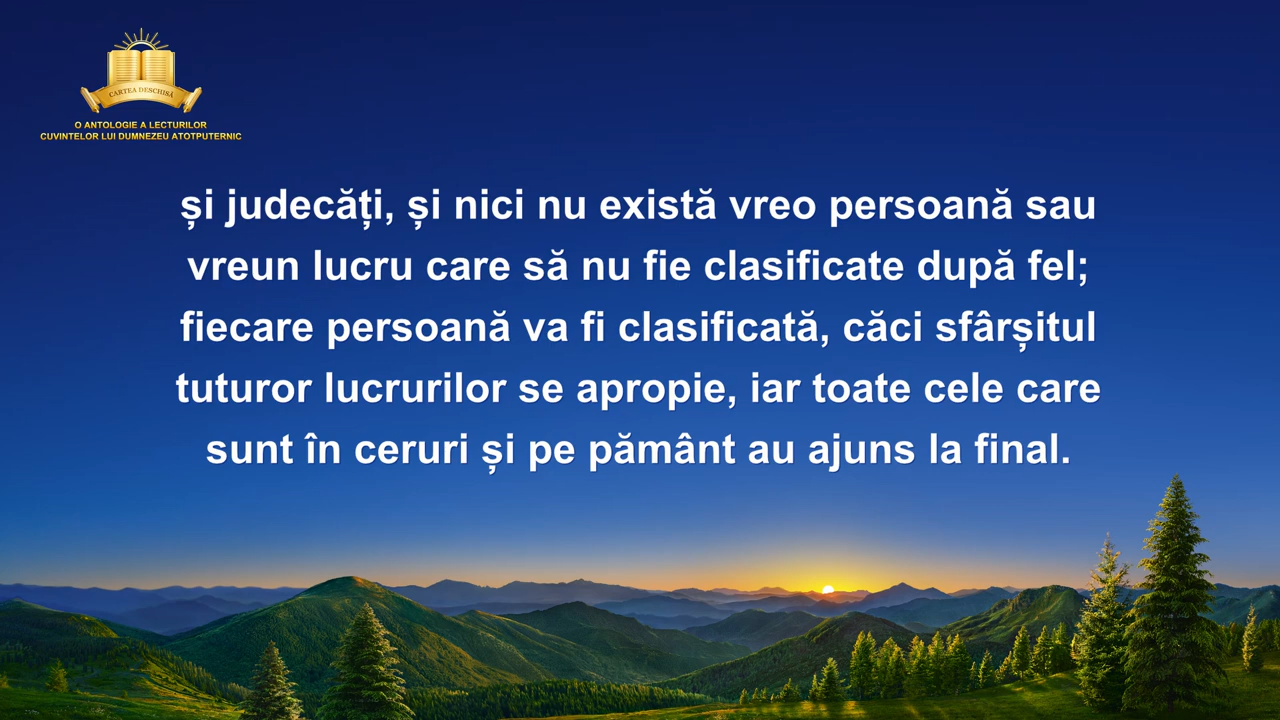 CARTEA DESCHISĂ
O ANTOLOGIE A LECTURILOR
CUVINTELOR LUI DUMNEZEU ATOTPUTERNIC
și judecăți, și nici nu există vreo persoană sau
vreun lucru care să nu fie clasificate după fel;
fiecare persoană va fi clasificată, căci sfârșitul
tuturor lucrurilor se apropie, iar toate cele care
sunt în ceruri și pe pământ au ajuns la final.